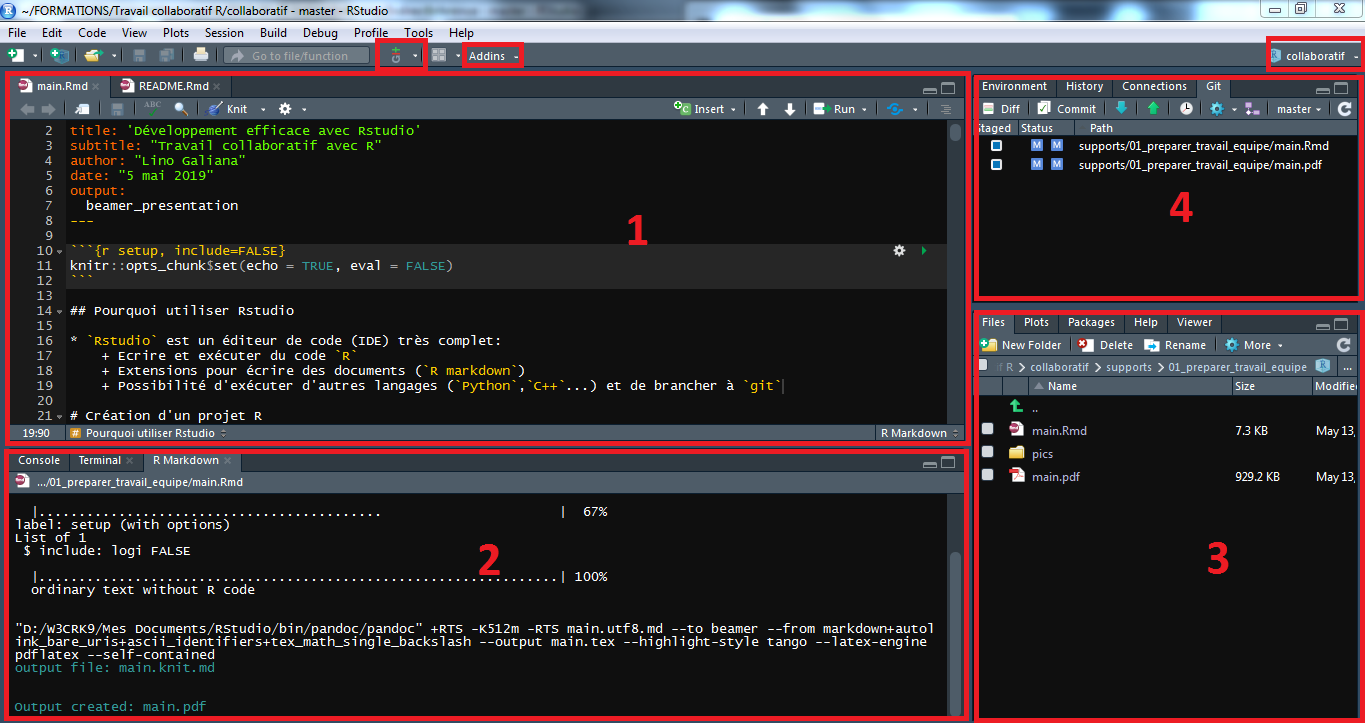 ~/FORMATIONS/Travail collaboratif R/collaboratif - master - RStudio
File Edit Code View Plots Session Build Debug Profile Tools Help
Go to file/function Addins collaboratif
main.Rmd README.Rmd
ABC Knit Insert Run
2 title: 'Développement efficace avec Rstudio'
3 subtitle: "Travail collaboratif avec R"
4 author: "Lino Galiana"
5 date: "5 mai 2019"
6 output:
7 beamer_presentation
8 ---
9
10 ```{r setup, include=FALSE}
11 knitr::opts_chunk$set(echo = TRUE, eval = FALSE)
12 ```
13
14 ## Pourquoi utiliser Rstudio
15
16 * `Rstudio` est un éditeur de code (IDE) très complet:
17 + Ecrire et exécuter du code `R`
18 + Extensions pour écrire des documents (`R markdown`)
19 + Possibilité d'exécuter d'autres langages (`Python`,`C++`...) et de brancher à `git`
20
21 # Création d'un projet R
19:90 # Pourquoi utiliser Rstudio R Markdown
1
Console Terminal R Markdown
.../01_preparer_travail_equipe/main.Rmd
|........................................... | 67%
label: setup (with options)
List of 1
$ include: logi FALSE
|.................................................................| 100%
ordinary text without R code
"D:/W3CRK9/Mes Documents/RStudio/bin/pandoc/pandoc" +RTS -K512m -RTS main.utf8.md --to beamer --from markdown+autol
ink_bare_uris+ascii_identifiers+tex_math_single_backslash --output main.tex --highlight-style tango --latex-engine
pdflatex --self-contained
output file: main.knit.md
Output created: main.pdf
2
Environment History Connections Git
Diff Commit master
Staged Status Path
M M supports/01_preparer_travail_equipe/main.Rmd
M M supports/01_preparer_travail_equipe/main.pdf
4
Files Plots Packages Help Viewer
New Folder Delete Rename More
if R > collaboratif > supports > 01_preparer_travail_equipe R ...
Name Size Modified
..
main.Rmd 7.3 KB May 13,
pics
main.pdf 929.2 KB May 13,
3